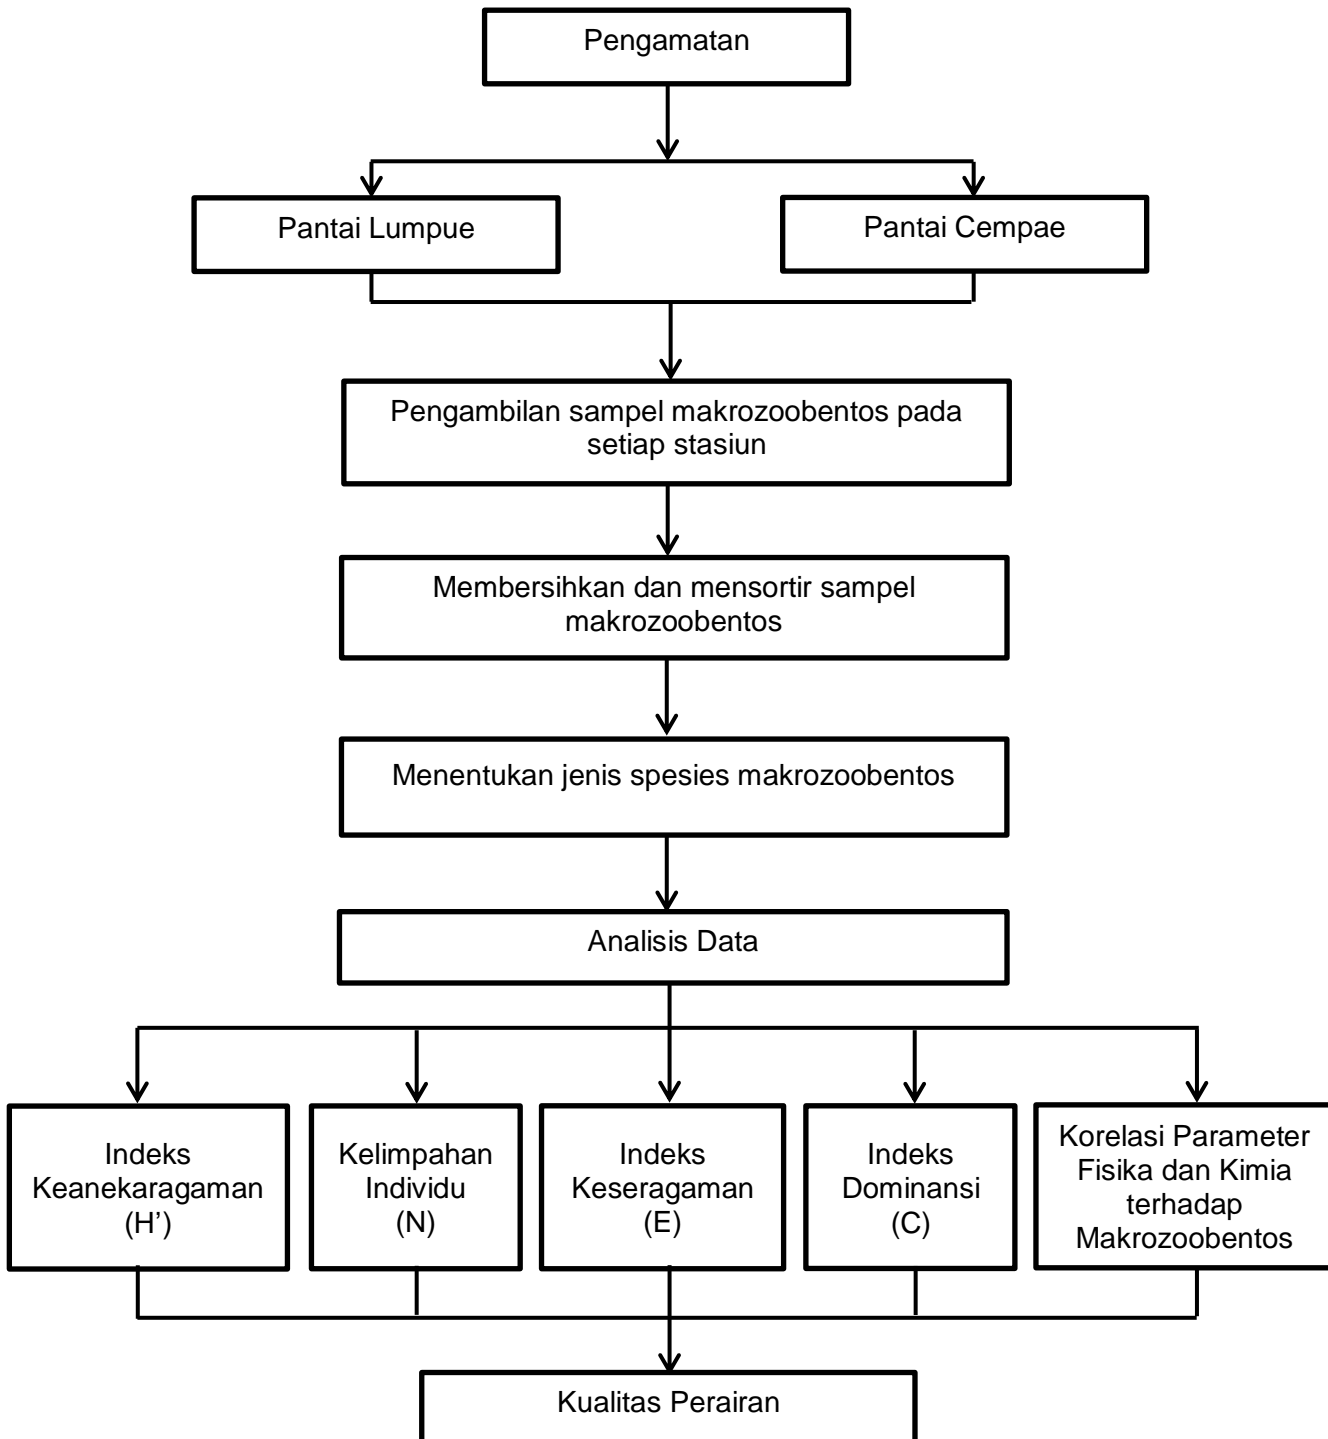 Pengamatan
Pantai Lumpue
Pantai Cempae
Pengambilan sampel makrozoobentos pada
setiap stasiun
Membersihkan dan mensortir sampel
makrozoobentos
Menentukan jenis spesies makrozoobentos
Analisis Data
Indeks
Keanekaragaman
(H’)
Kelimpahan
Individu
(N)
Indeks
Keseragaman
(E)
Indeks
Dominansi
(C)
Korelasi Parameter
Fisika dan Kimia
terhadap
Makrozoobentos
Kualitas Perairan